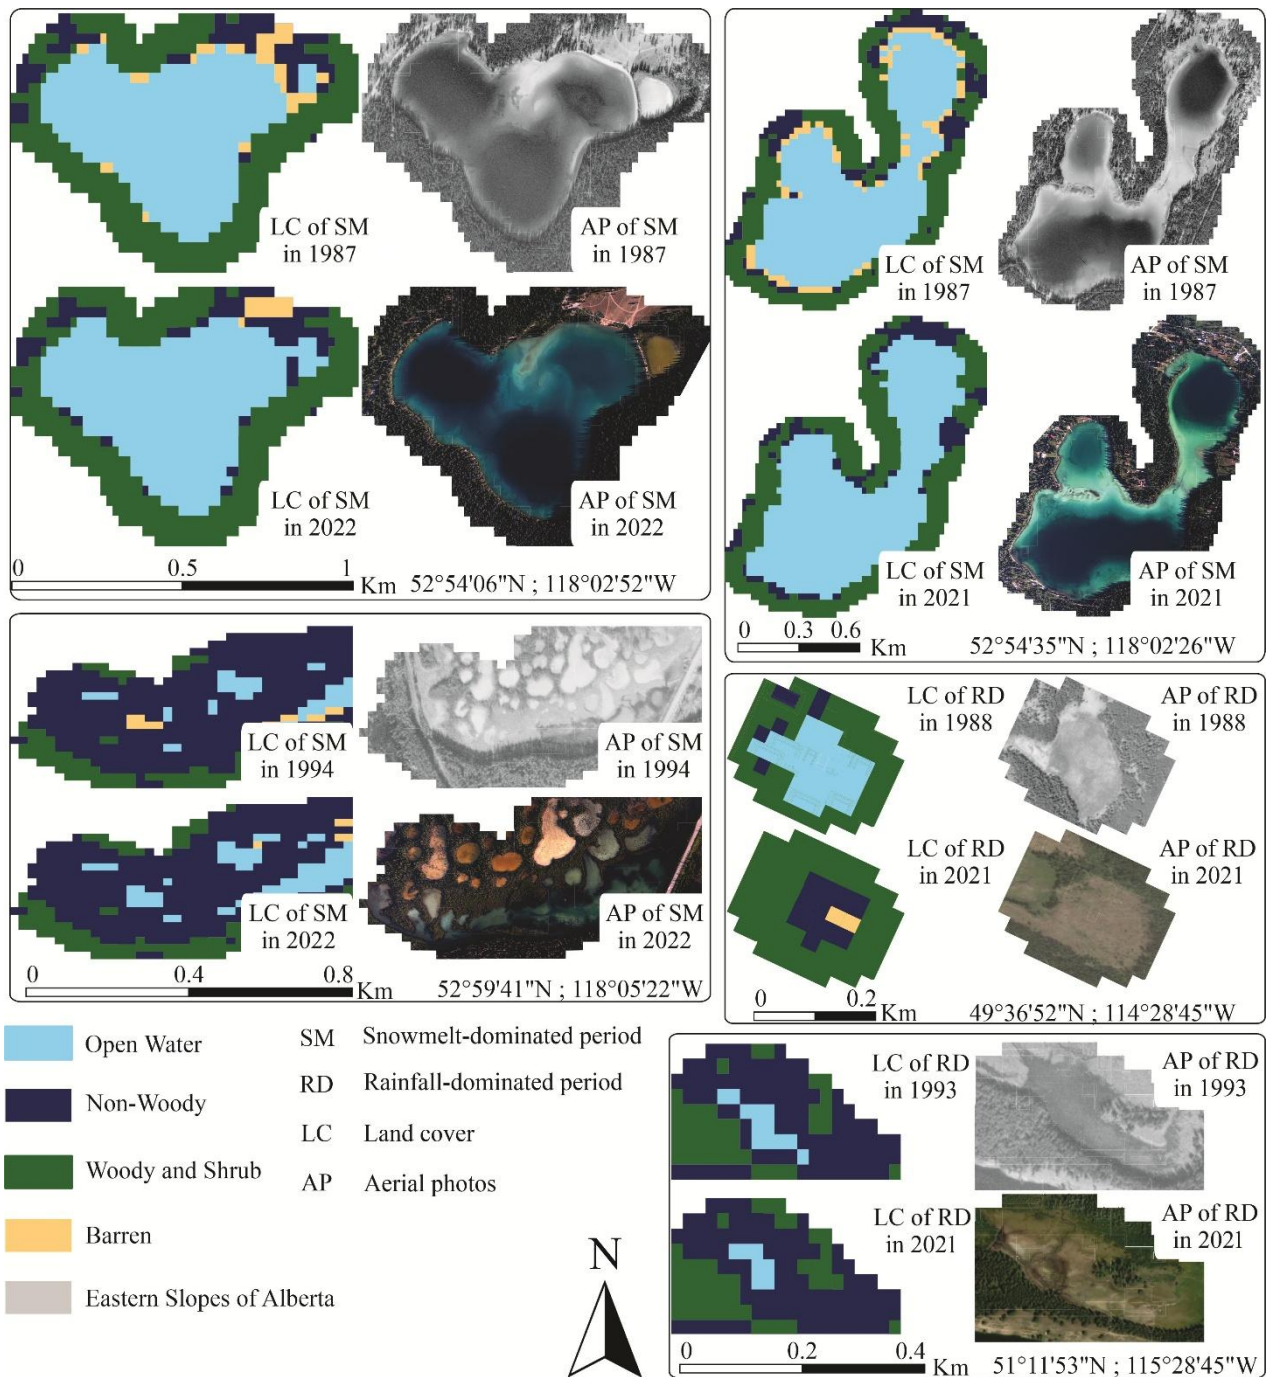 LC of SM
in 1987
AP of SM
in 1987
LC of SM
in 2022
AP of SM
in 2022
0 0.5 1
Km 52°54'06"N ; 118°02'52"W
LC of SM
in 1987
AP of SM
in 1987
LC of SM
in 2021
AP of SM
in 2021
0 0.3 0.6
Km 52°54'35"N ; 118°02'26"W
LC of SM
in 1994
AP of SM
in 1994
LC of SM
in 2022
AP of SM
in 2022
0 0.4 0.8
Km 52°59'41"N ; 118°05'22"W
LC of RD
in 1988
AP of RD
in 1988
LC of RD
in 2021
AP of RD
in 2021
0 0.2
Km 49°36'52"N ; 114°28'45"W
Open Water
Non-Woody
Woody and Shrub
Barren
Eastern Slopes of Alberta
SM Snowmelt-dominated period
RD Rainfall-dominated period
LC Land cover
AP Aerial photos
N
LC of RD
in 1993
AP of RD
in 1993
LC of RD
in 2021
AP of RD
in 2021
0 0.2 0.4
Km 51°11'53"N ; 115°28'45"W